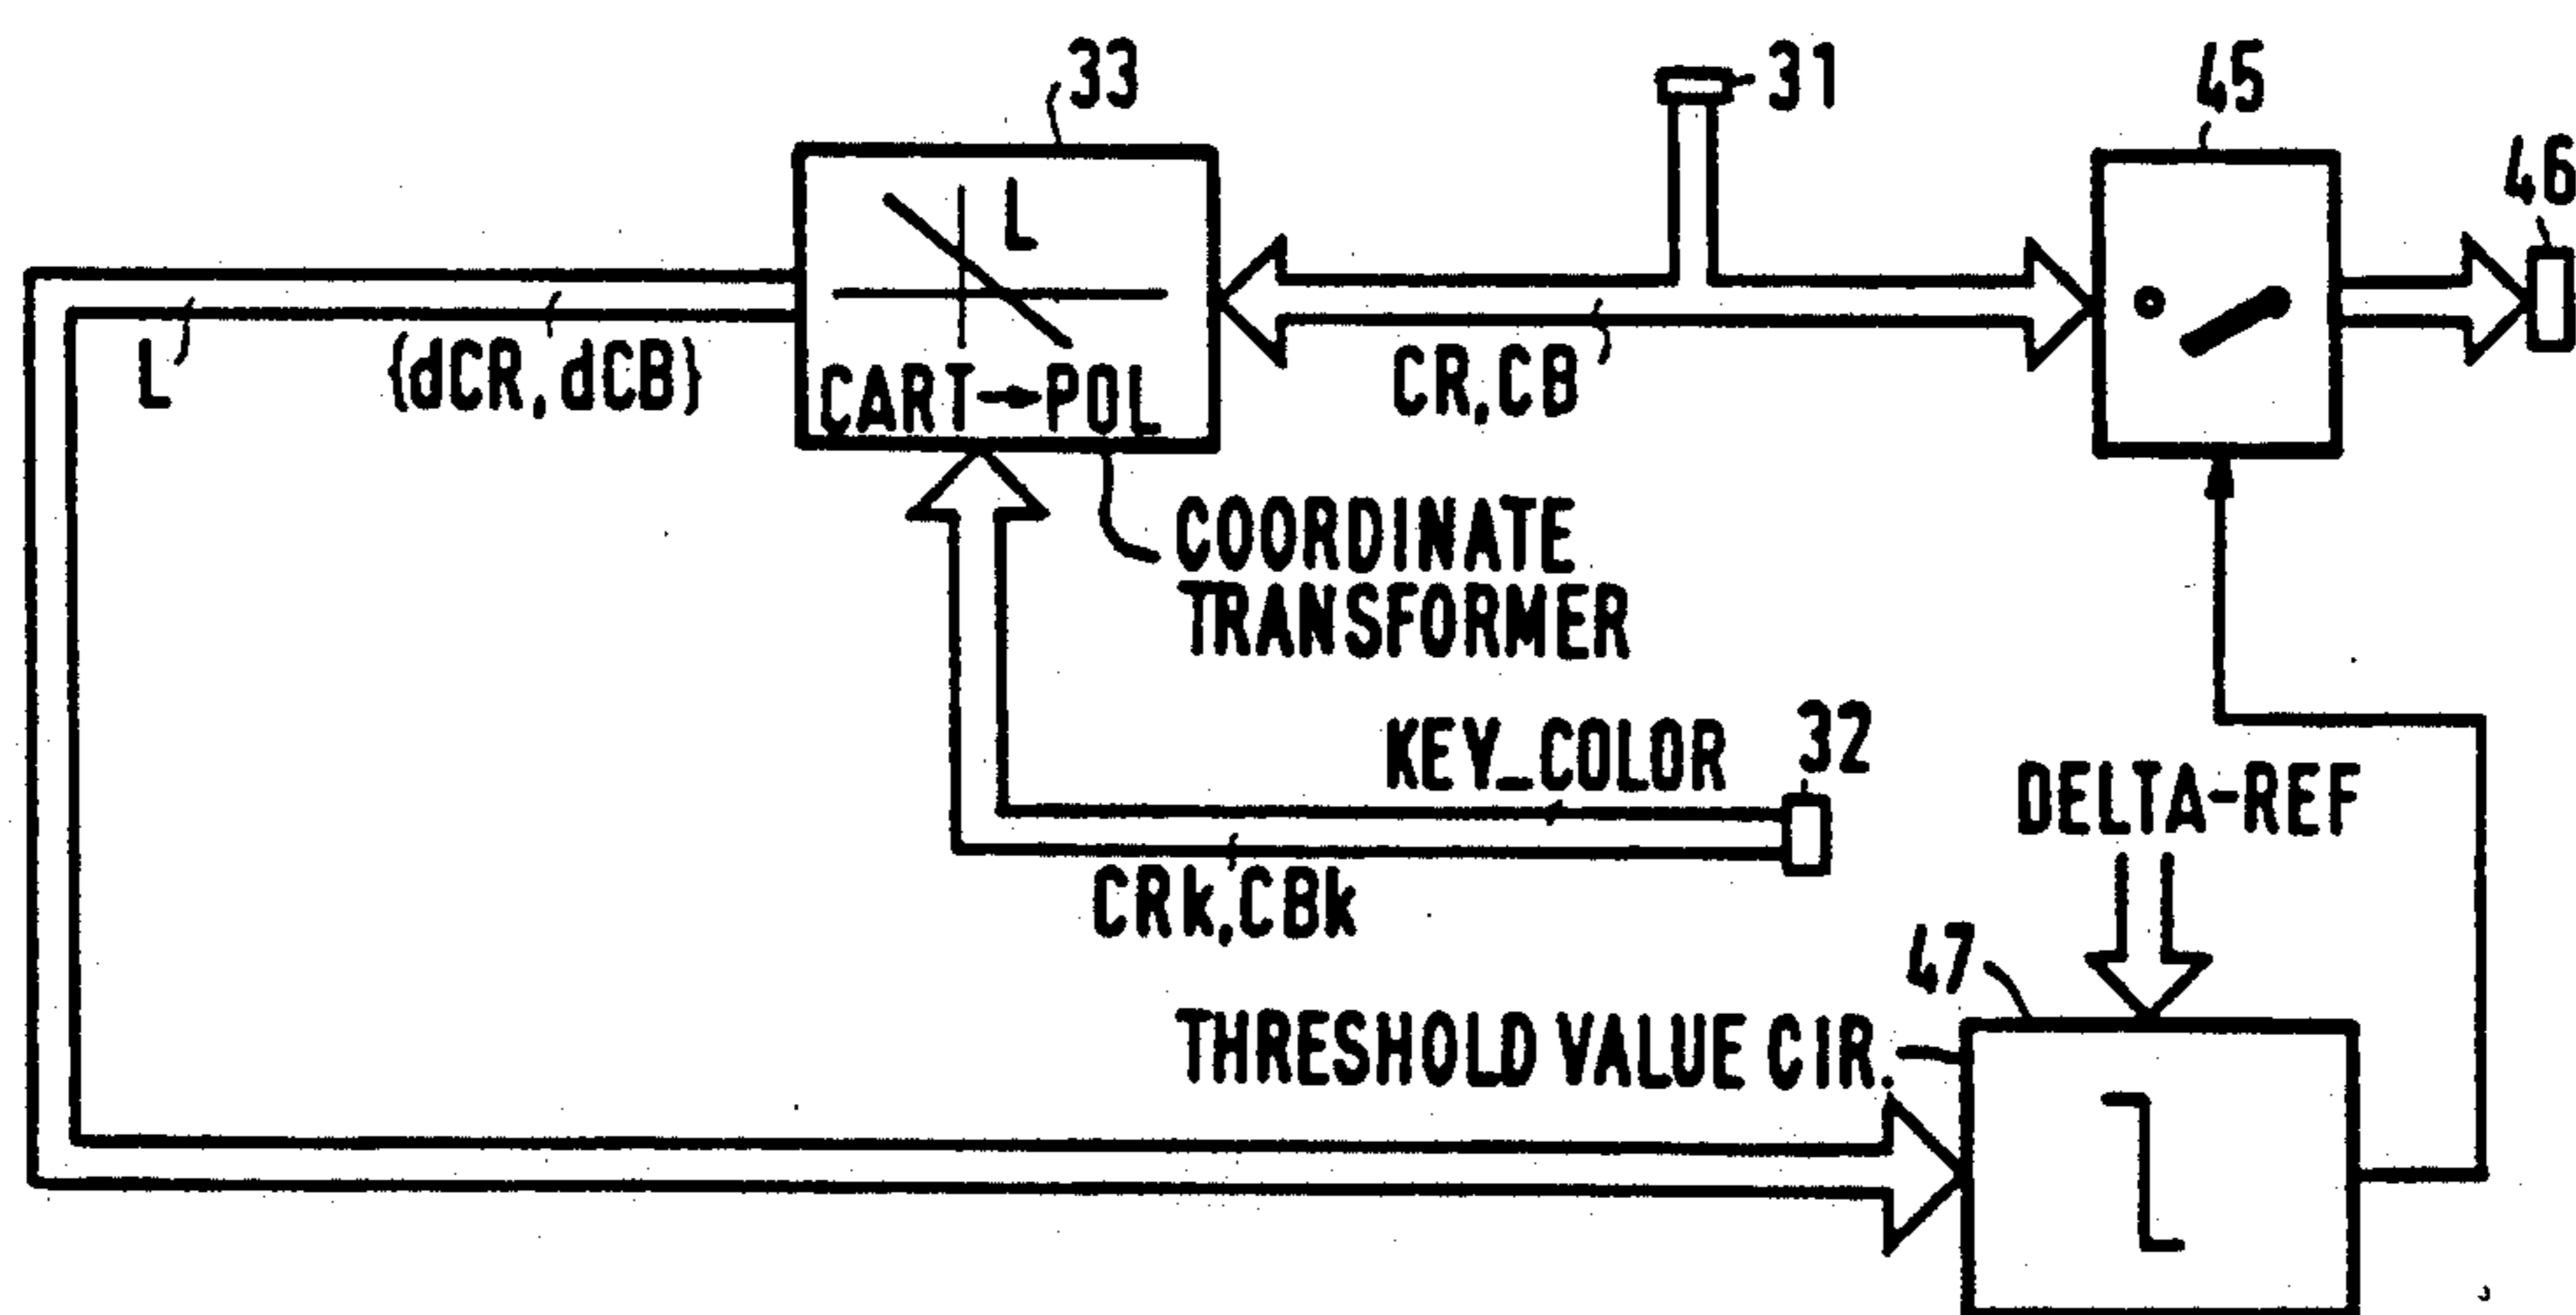 33
31
45
46
L
CART→POL
L
{dCR, dCB}
CR,CB
COORDINATE
TRANSFORMER
KEY_COLOR
32
DELTA-REF
CRk,CBk
47
THRESHOLD VALUE CIR.